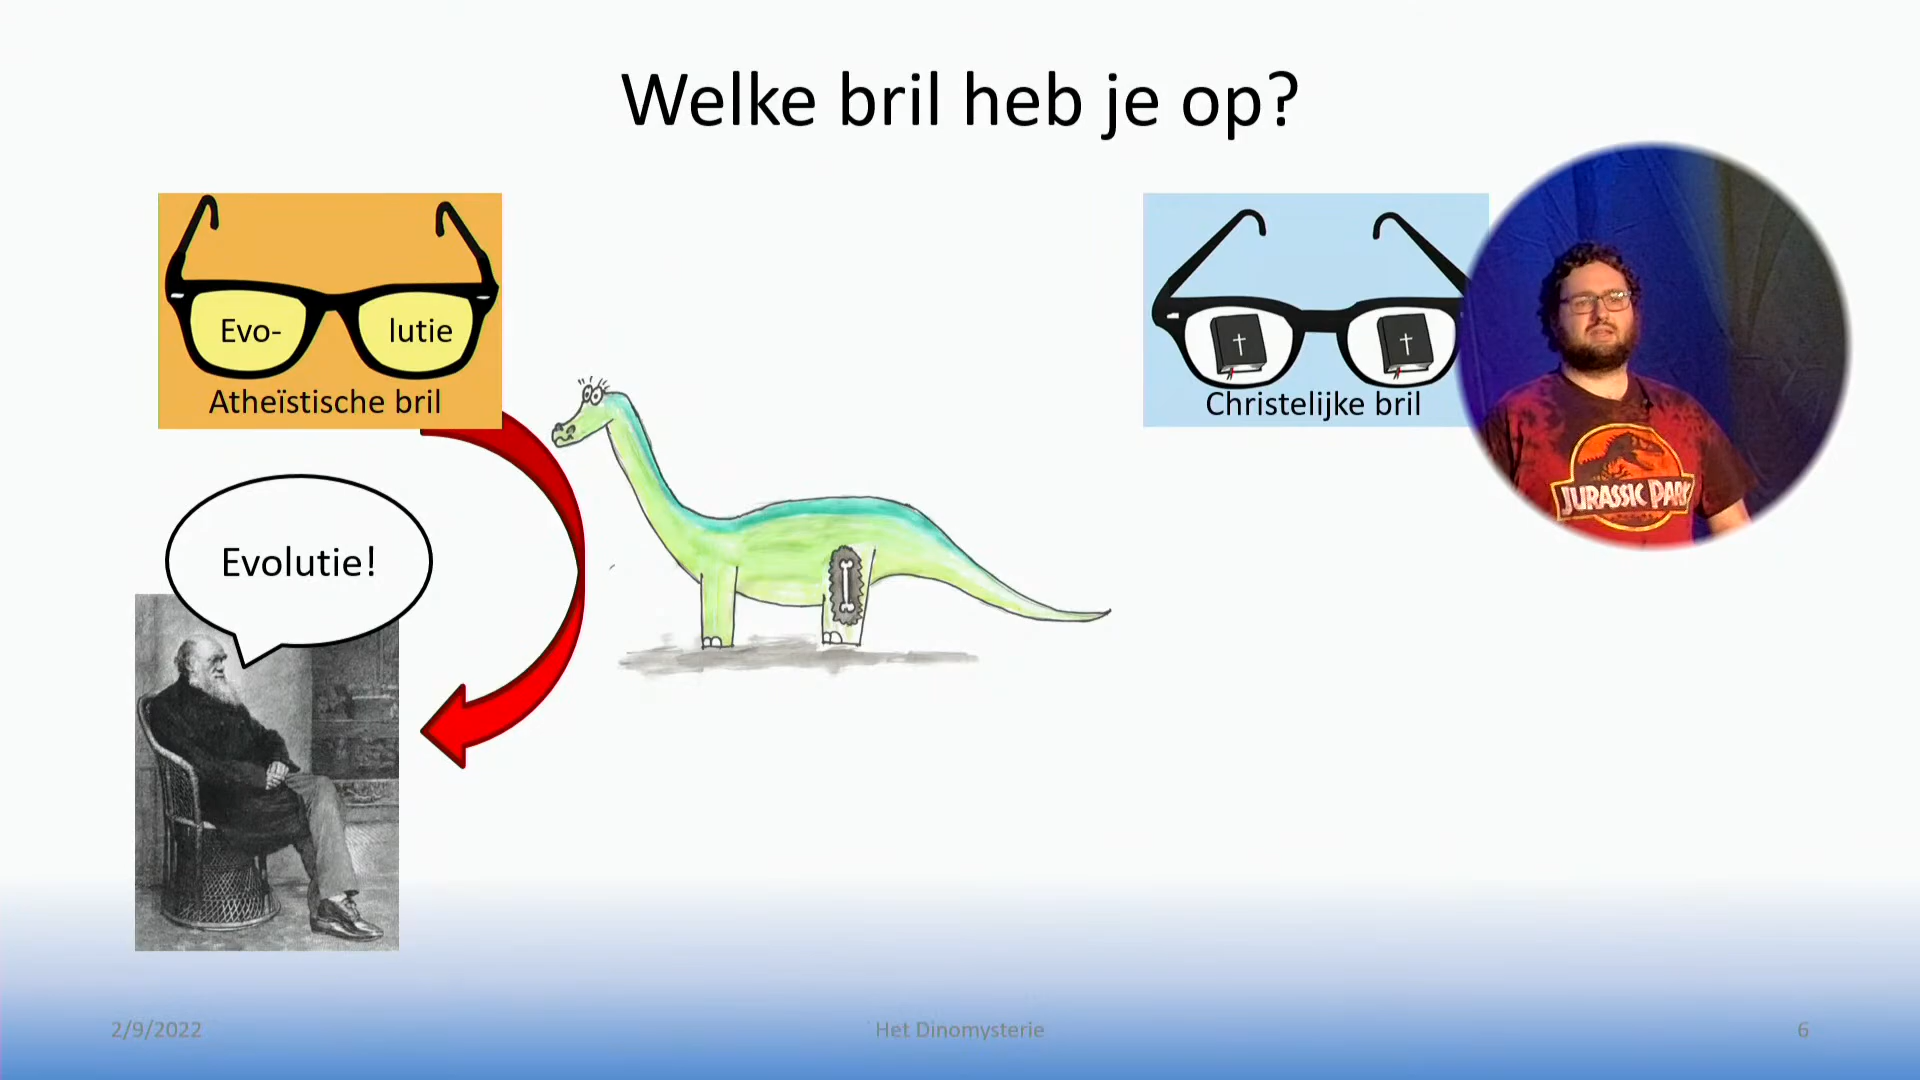 Welke bril heb je op?
Evo- lutie
Atheïstische bril
Christelijke bril
JURASSIC PARK
Evolutie!
2/9/2022
Het Dinomysterie
6